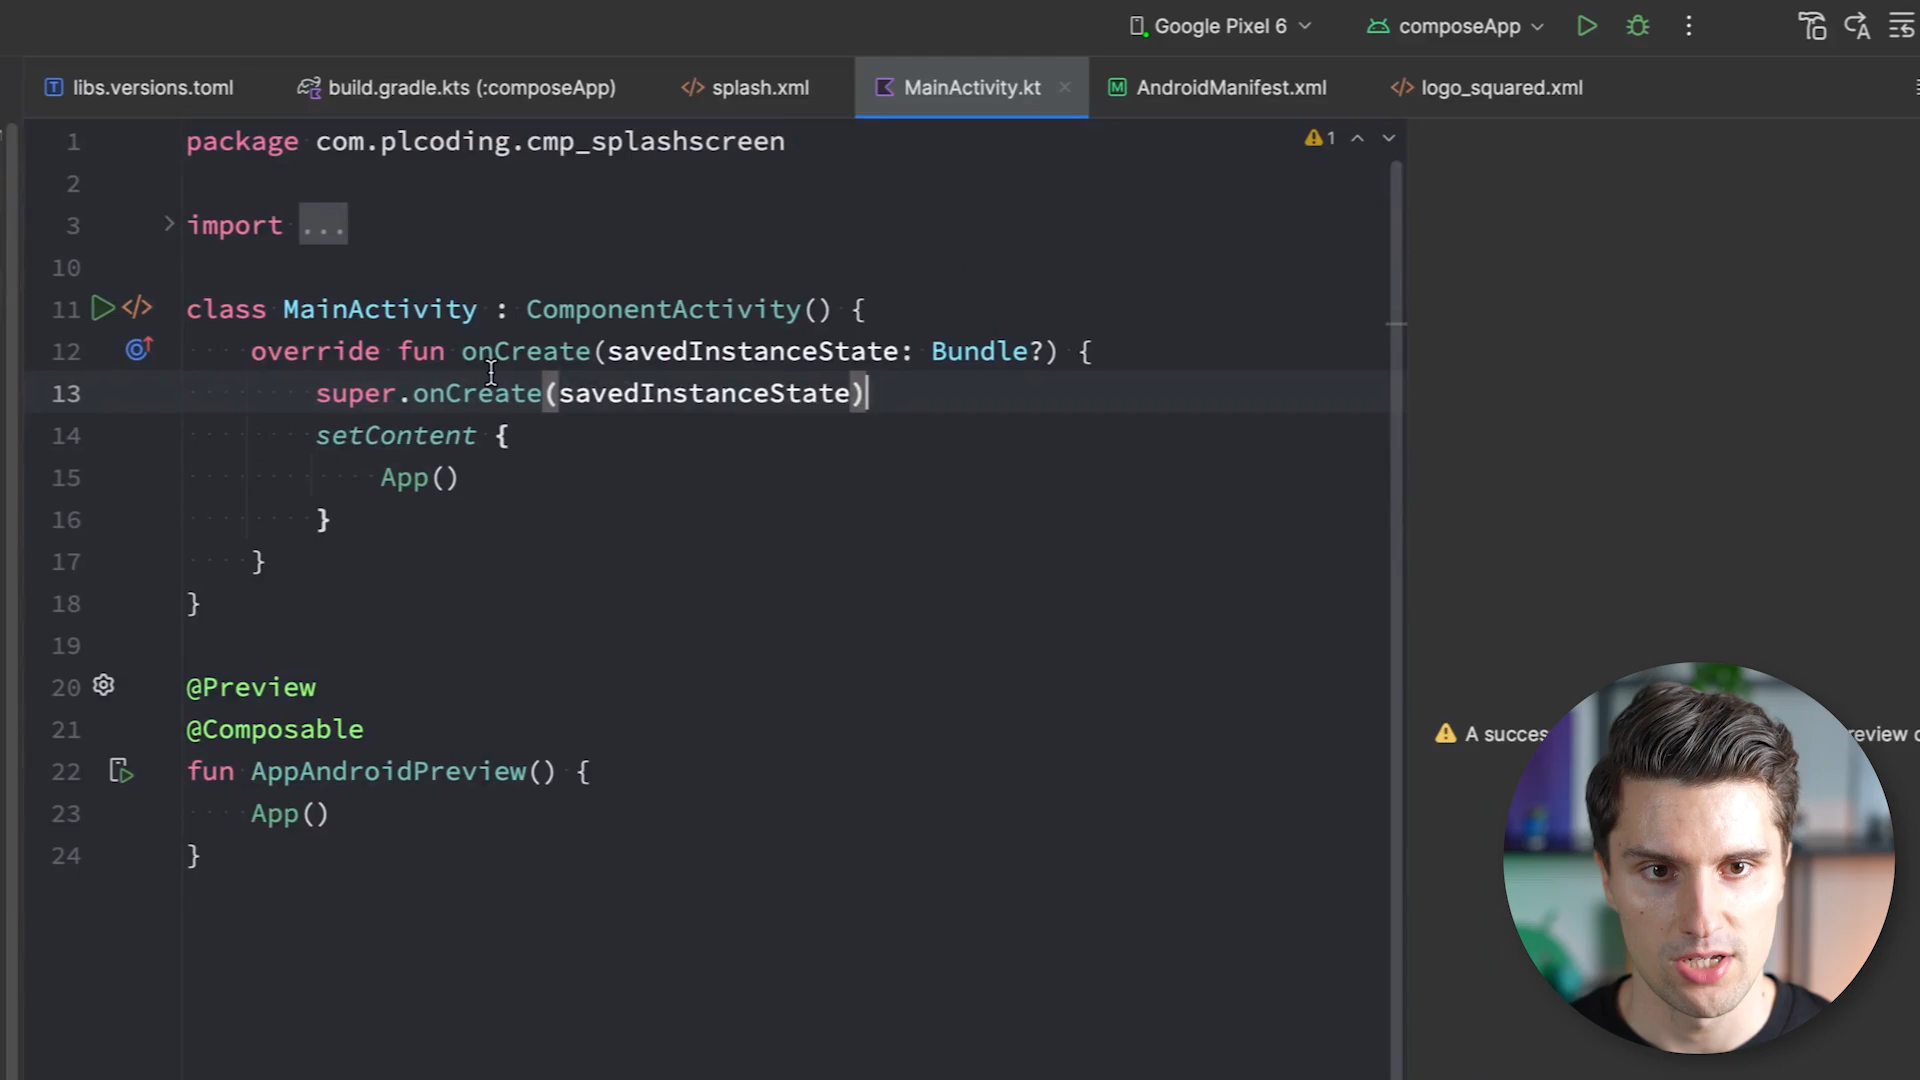 Google Pixel 6 composeApp
libs.versions.toml build.gradle.kts (:composeApp) splash.xml MainActivity.kt AndroidManifest.xml logo_squared.xml
1 package com.plcoding.cmp_splashscreen
1
2
3 import ...
10
11 class MainActivity : ComponentActivity() {
12 override fun onCreate(savedInstanceState: Bundle?) {
13 super.onCreate(savedInstanceState)
14 setContent {
15 App()
16 }
17 }
18 }
19
20 @Preview
21 @Composable
22 fun AppAndroidPreview() {
23 App()
24 }
A succes